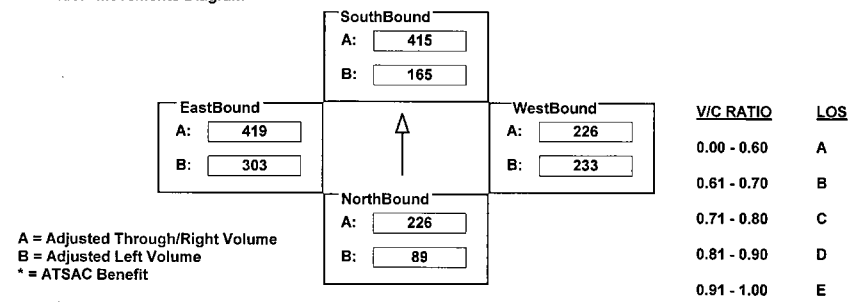 SouthBound
A: 415
B: 165
EastBound
A: 419
B: 303
WestBound
A: 226
B: 233
NorthBound
A: 226
B: 89
A = Adjusted Through/Right Volume
B = Adjusted Left Volume
* = ATSAC Benefit
V/C RATIO LOS
0.00 - 0.60 A
0.61 - 0.70 B
0.71 - 0.80 C
0.81 - 0.90 D
0.91 - 1.00 E